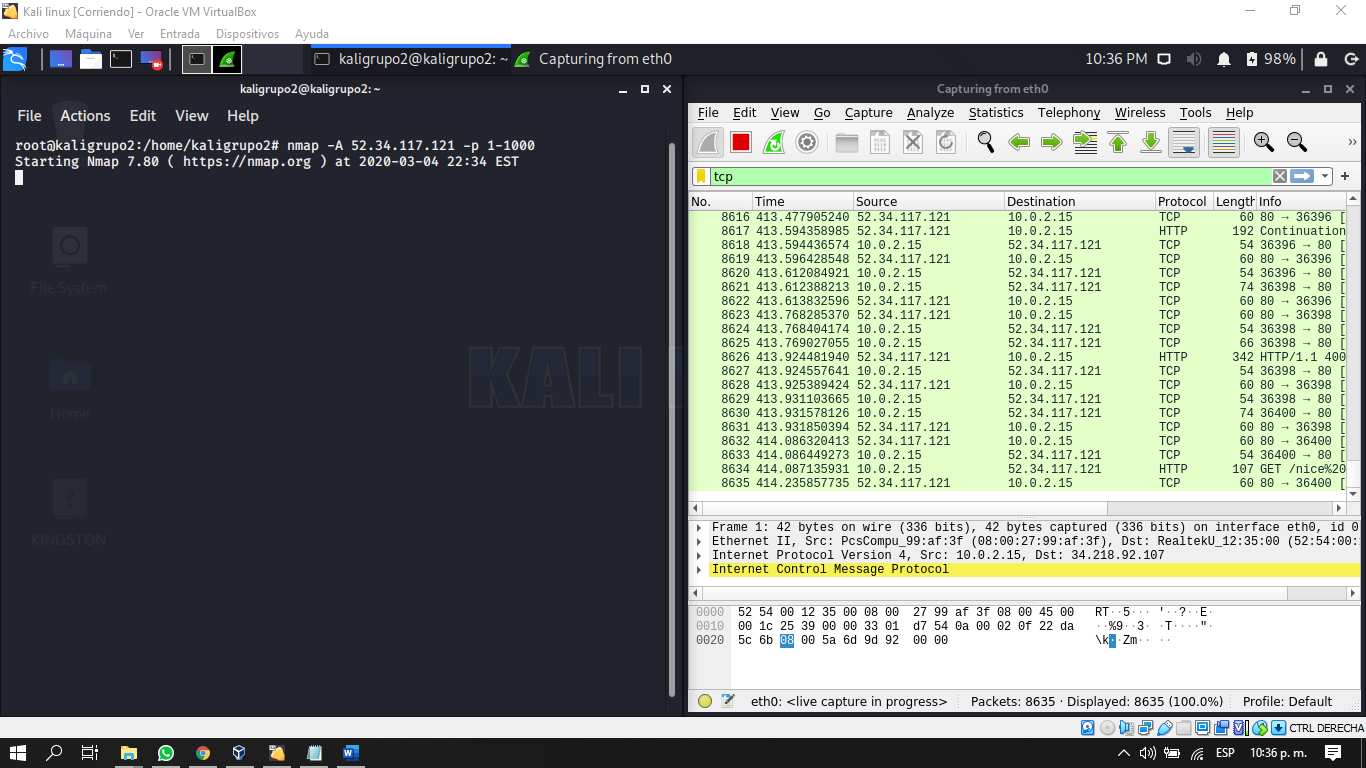 Kali linux [Corriendo] - Oracle VM VirtualBox
Archivo Máquina Ver Entrada Dispositivos Ayuda
kaligrupo2@kaligrupo2: ~ Capturing from eth0 10:36 PM 98%
kaligrupo2@kaligrupo2: ~
File Actions Edit View Help
root@kaligrupo2:/home/kaligrupo2# nmap -A 52.34.117.121 -p 1-1000
Starting Nmap 7.80 ( https://nmap.org ) at 2020-03-04 22:34 EST
File System
Home
KINGSTON
KALI
Capturing from eth0
File Edit View Go Capture Analyze Statistics Telephony Wireless Tools Help
tcp
No. Time Source Destination Protocol Length Info
8616 413.477905240 52.34.117.121 10.0.2.15 TCP 60 80 → 36396 [
8617 413.594358985 52.34.117.121 10.0.2.15 HTTP 192 Continuation
8618 413.594436574 10.0.2.15 52.34.117.121 TCP 54 36396 → 80 [
8619 413.596428548 52.34.117.121 10.0.2.15 TCP 60 80 → 36396 [
8620 413.612084921 10.0.2.15 52.34.117.121 TCP 54 36396 → 80 [
8621 413.612388213 10.0.2.15 52.34.117.121 TCP 74 36398 → 80 [
8622 413.613832596 52.34.117.121 10.0.2.15 TCP 60 80 → 36396 [
8623 413.768285370 52.34.117.121 10.0.2.15 TCP 60 80 → 36398 [
8624 413.768404174 10.0.2.15 52.34.117.121 TCP 54 36398 → 80 [
8625 413.769027055 10.0.2.15 52.34.117.121 TCP 66 36398 → 80 [
8626 413.924481940 52.34.117.121 10.0.2.15 HTTP 342 HTTP/1.1 400
8627 413.924557641 10.0.2.15 52.34.117.121 TCP 54 36398 → 80 [
8628 413.925389424 52.34.117.121 10.0.2.15 TCP 60 80 → 36398 [
8629 413.931103665 10.0.2.15 52.34.117.121 TCP 54 36398 → 80 [
8630 413.931578126 10.0.2.15 52.34.117.121 TCP 74 36400 → 80 [
8631 413.931850394 52.34.117.121 10.0.2.15 TCP 60 80 → 36398 [
8632 414.086320413 52.34.117.121 10.0.2.15 TCP 60 80 → 36400 [
8633 414.086449273 10.0.2.15 52.34.117.121 TCP 54 36400 → 80 [
8634 414.087135931 10.0.2.15 52.34.117.121 HTTP 107 GET /nice%20
8635 414.235857735 52.34.117.121 10.0.2.15 TCP 60 80 → 36400 [
Frame 1: 42 bytes on wire (336 bits), 42 bytes captured (336 bits) on interface eth0, id 0
Ethernet II, Src: PcsCompu_99:af:3f (08:00:27:99:af:3f), Dst: RealtekU_12:35:00 (52:54:00:
Internet Protocol Version 4, Src: 10.0.2.15, Dst: 34.218.92.107
Internet Control Message Protocol
0000 52 54 00 12 35 00 08 00 27 99 af 3f 08 00 45 00 RT··5··· '··?··E·
0010 00 1c 25 39 00 00 33 01 d7 54 0a 00 02 0f 22 da ··%9··3· ·T····"·
0020 5c 6b 08 00 5a 6d 9d 92 00 00 \k··Zm·· ··
eth0: <live capture in progress> Packets: 8635 · Displayed: 8635 (100.0%) Profile: Default
CTRL DERECHA
ESP 10:36 p. m.